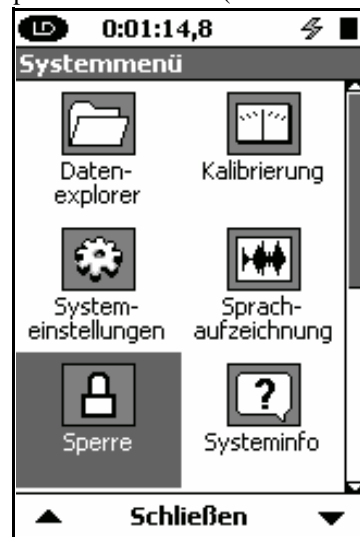 LD 0:01:14,8
Systemmenü
Daten-
explorer
Kalibrierung
System-
einstellungen
Sprach-
aufzeichnung
Sperre
Systeminfo
Schließen